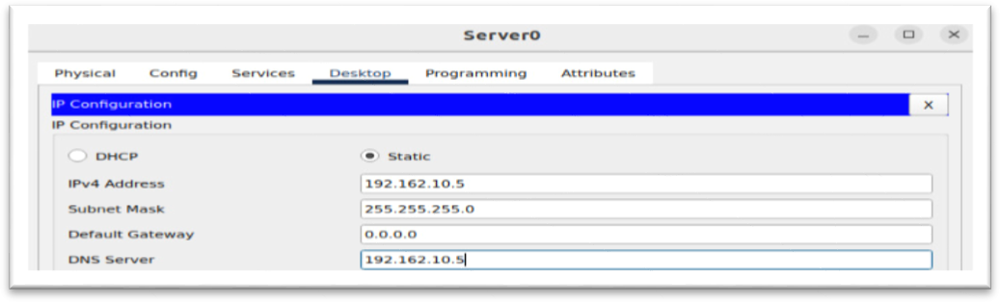 Server0
Physical Config Services Desktop Programming Attributes
IP Configuration
IP Configuration
DHCP Static
IPv4 Address 192.162.10.5
Subnet Mask 255.255.255.0
Default Gateway 0.0.0.0
DNS Server 192.162.10.5